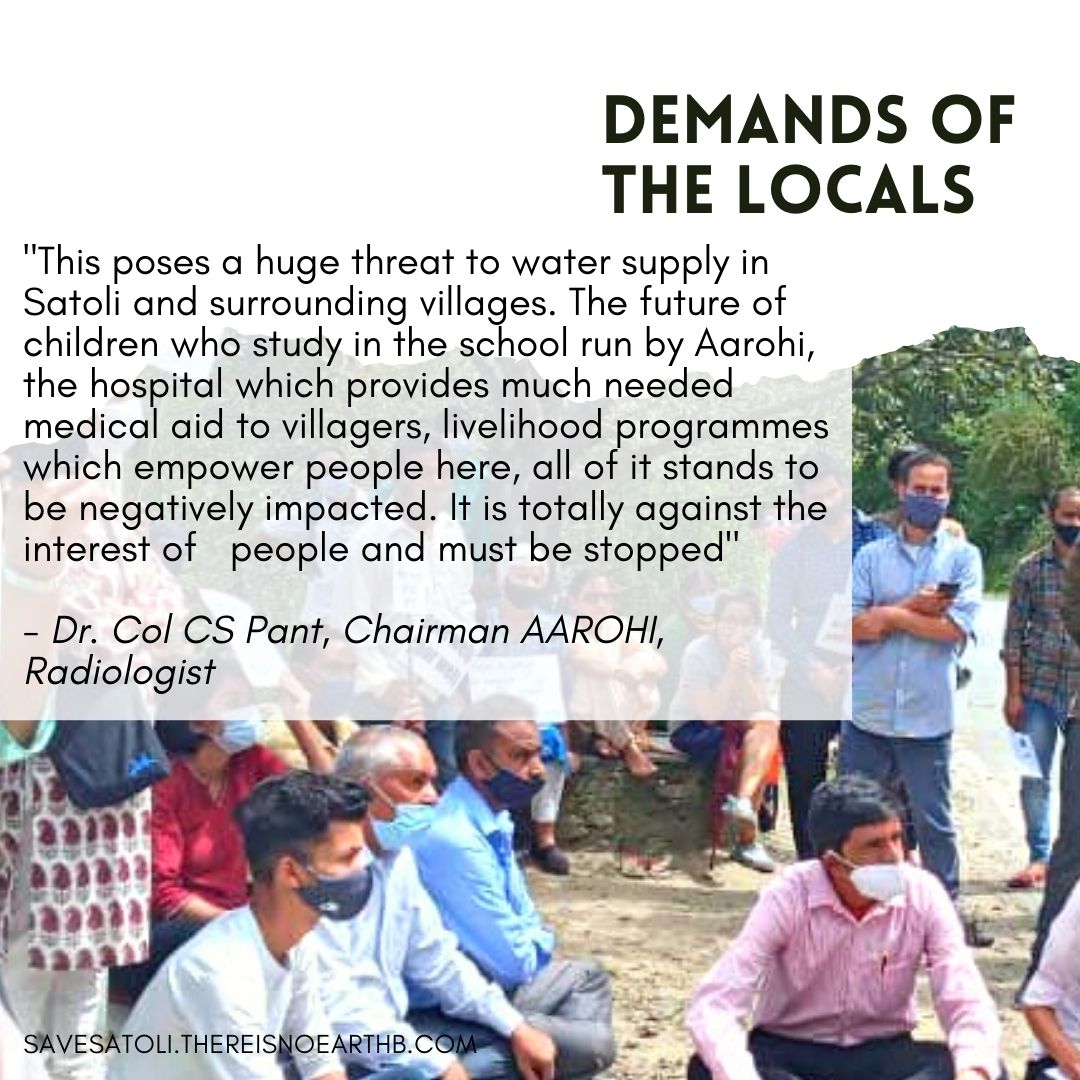 DEMANDS OF
THE LOCALS
"This poses a huge threat to water supply in
Satoli and surrounding villages. The future of
children who study in the school run by Aarohi,
the hospital which provides much needed
medical aid to villagers, livelihood programmes
which empower people here, all of it stands to
be negatively impacted. It is totally against the
interest of   people and must be stopped"
- Dr. Col CS Pant, Chairman AAROHI,
Radiologist
SAVESATOLI.THEREISNOEARTHB.COM